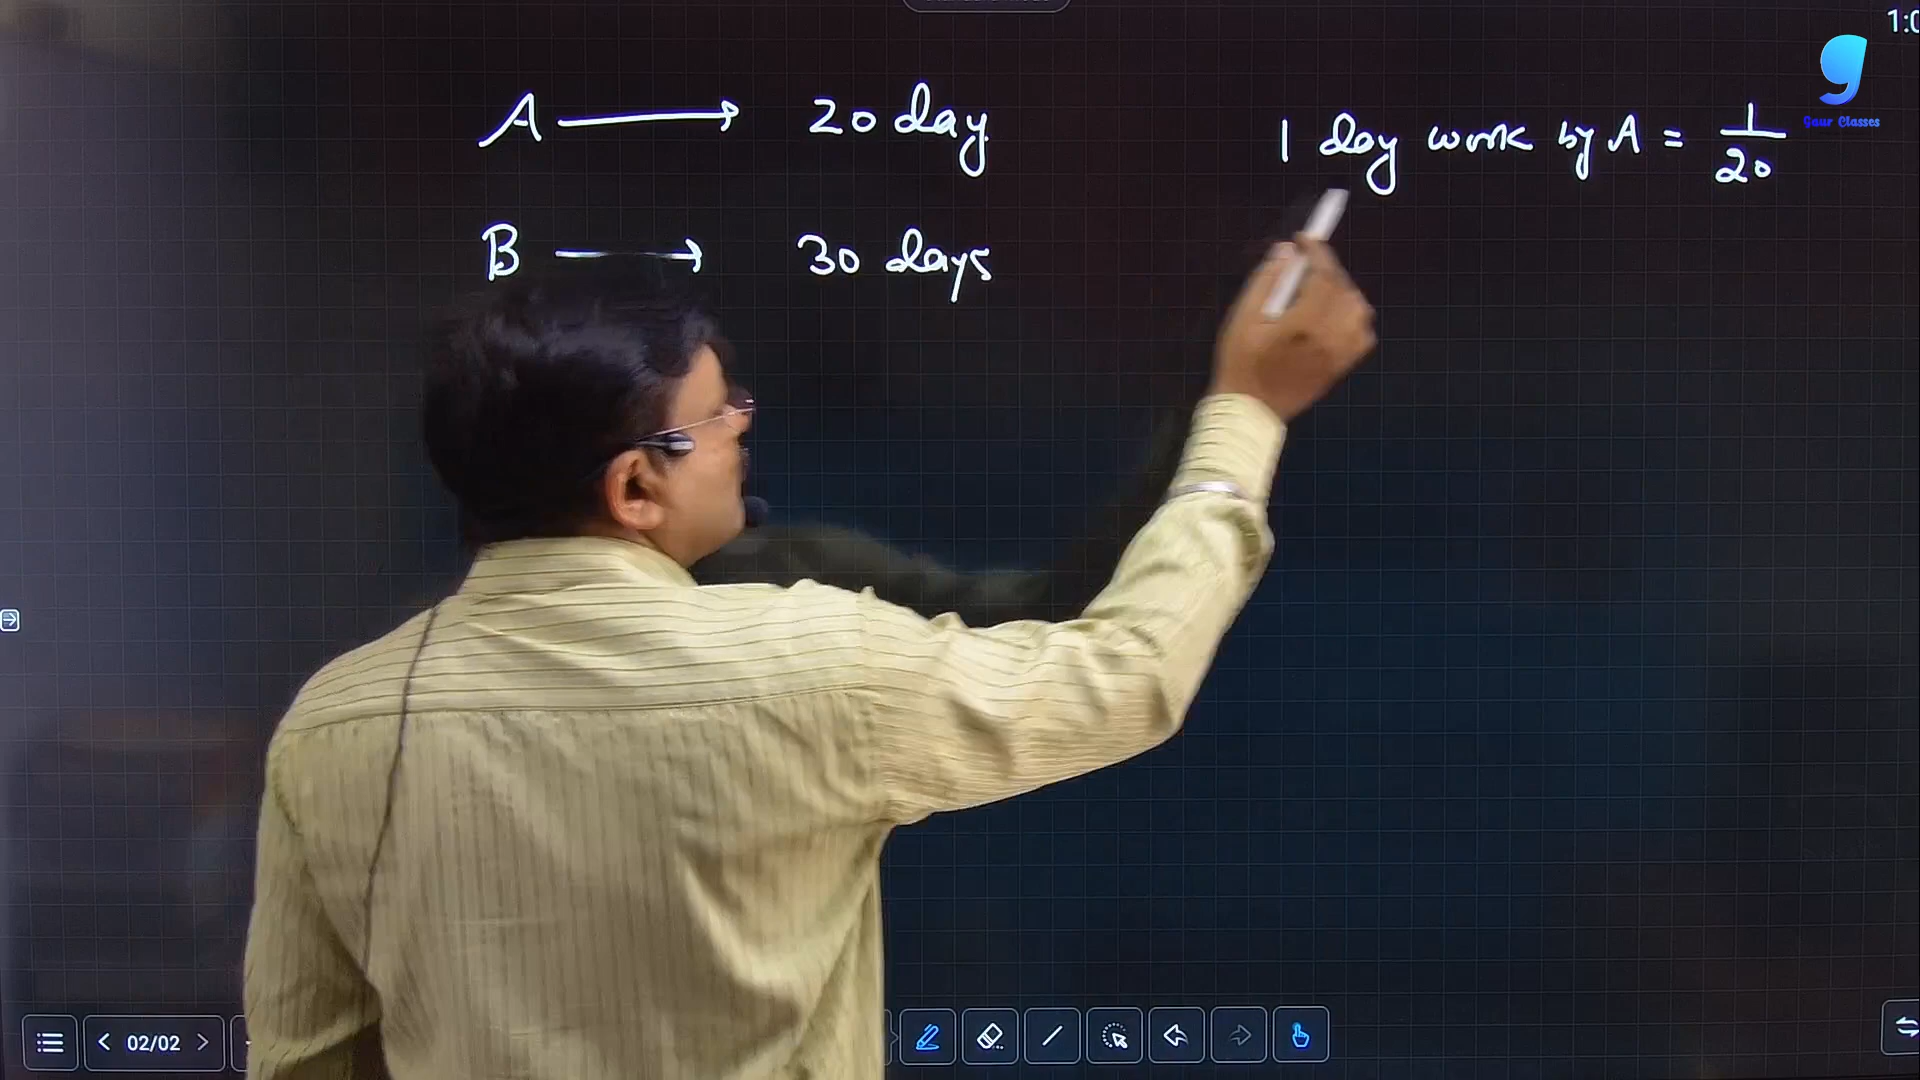 A → 20 day
B → 30 days
1 day work by A = 1/20
Gaur Classes
02/02